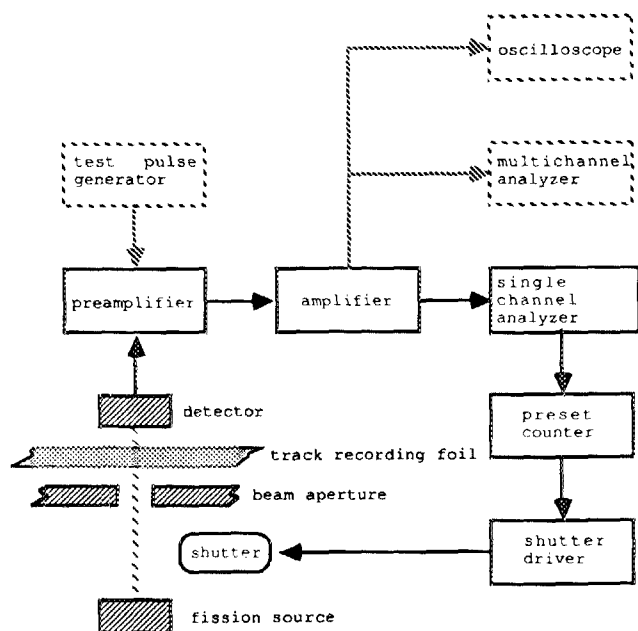 oscilloscope
test pulse
generator
multichannel
analyzer
preamplifier
amplifier
single
channel
analyzer
detector
preset
counter
track recording foil
beam aperture
shutter
shutter
driver
fission source